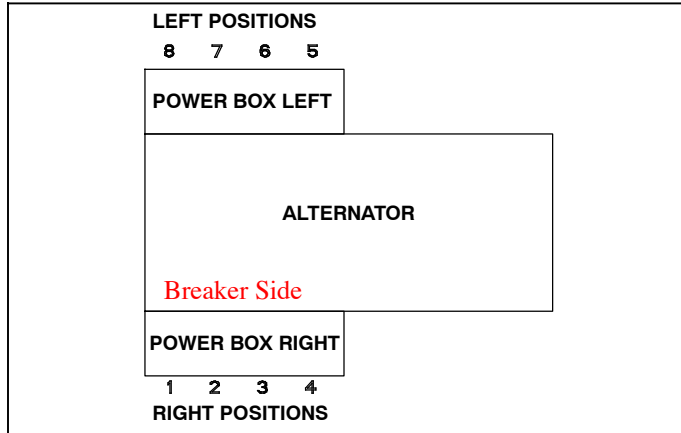 LEFT POSITIONS
8 7 6 5
POWER BOX LEFT
ALTERNATOR
Breaker Side
POWER BOX RIGHT
1 2 3 4
RIGHT POSITIONS